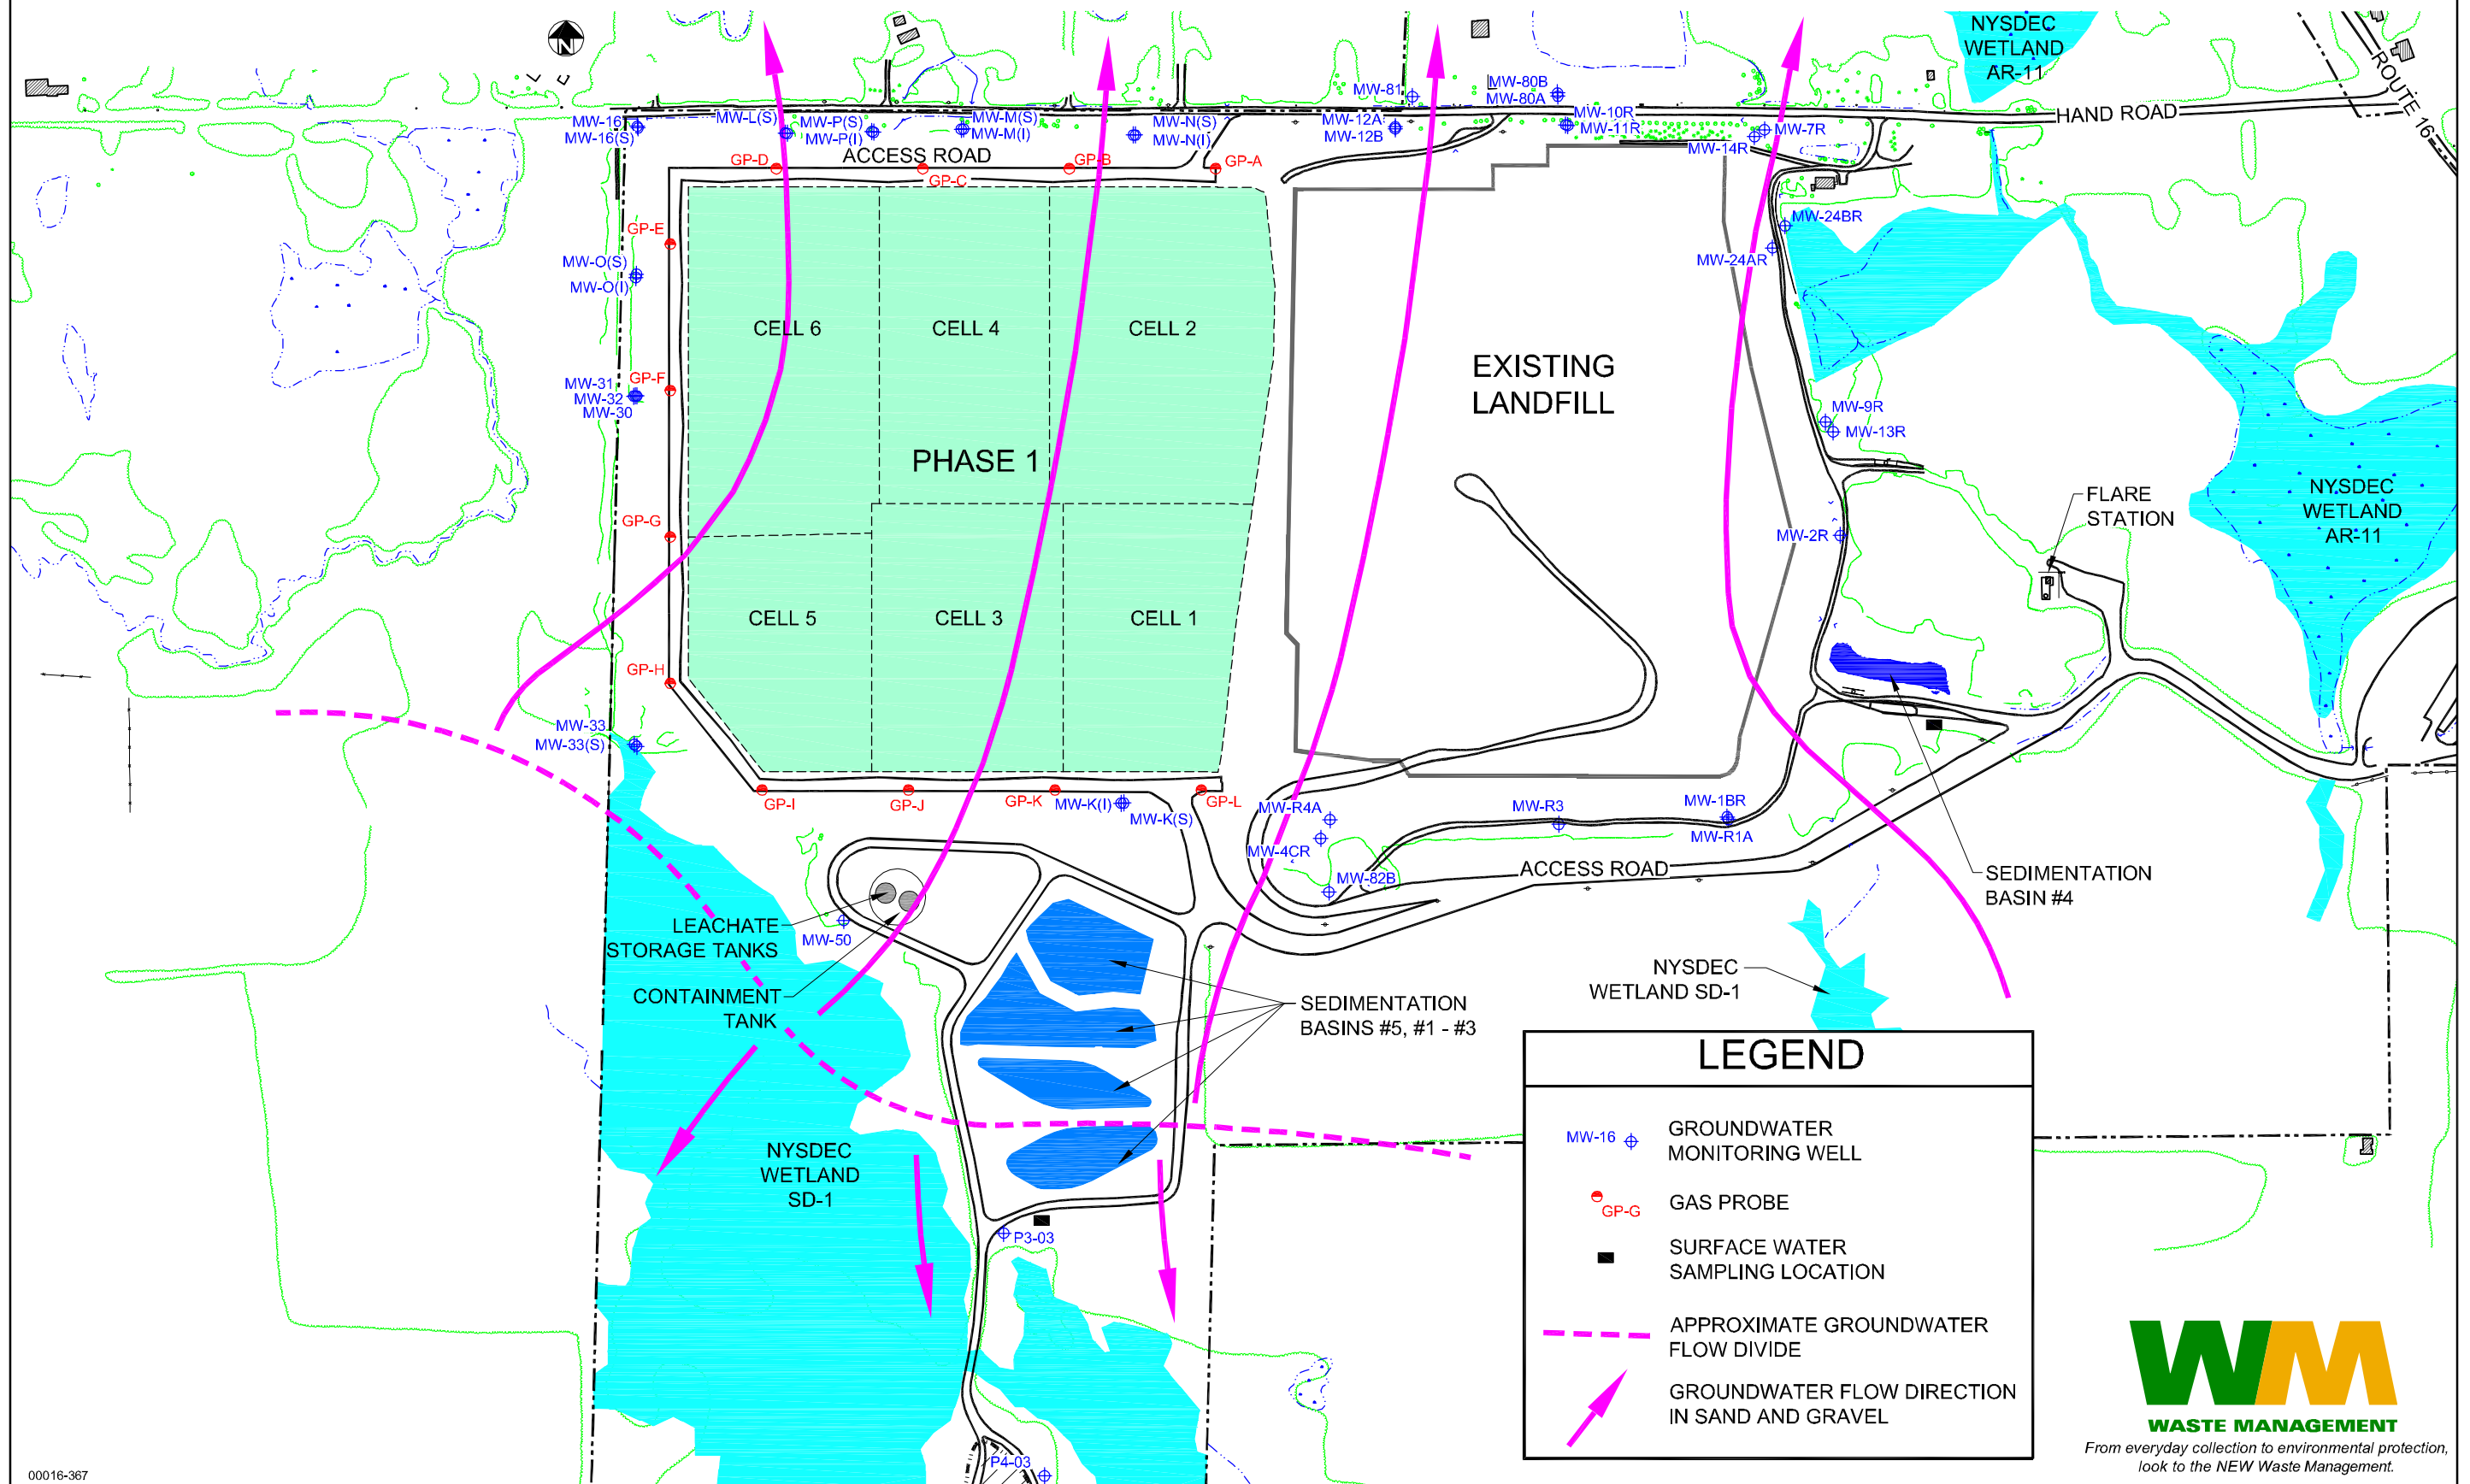 N
NYSDEC
WETLAND
AR-11
ROUTE 16
HAND ROAD
MW-16
MW-16(S)
MW-L(S)
MW-P(S)
MW-P(I)
MW-M(S)
MW-M(I)
MW-N(S)
MW-N(I)
MW-81
MW-12A
MW-12B
MW-80B
MW-80A
MW-10R
MW-11R
MW-7R
MW-14R
GP-D
ACCESS ROAD
GP-C
GP-B
GP-A
MW-24BR
MW-24AR
GP-E
MW-O(S)
MW-O(I)
CELL 6
CELL 4
CELL 2
EXISTING
LANDFILL
GP-F
MW-31
MW-32
MW-30
MW-9R
MW-13R
PHASE 1
FLARE
STATION
NYSDEC
WETLAND
AR-11
GP-G
MW-2R
CELL 5
CELL 3
CELL 1
GP-H
MW-33
MW-33(S)
GP-I
GP-J
GP-K
MW-K(I)
MW-K(S)
GP-L
MW-R4A
MW-4CR
MW-82B
MW-R3
MW-1BR
MW-R1A
ACCESS ROAD
SEDIMENTATION
BASIN #4
LEACHATE
STORAGE TANKS
MW-50
CONTAINMENT
TANK
SEDIMENTATION
BASINS #5, #1 - #3
NYSDEC
WETLAND SD-1
NYSDEC
WETLAND
SD-1
P3-03
P4-03
LEGEND
MW-16
GROUNDWATER
MONITORING WELL
GP-G
GAS PROBE
SURFACE WATER
SAMPLING LOCATION
APPROXIMATE GROUNDWATER
FLOW DIVIDE
GROUNDWATER FLOW DIRECTION
IN SAND AND GRAVEL
WM
WASTE MANAGEMENT
From everyday collection to environmental protection,
look to the NEW Waste Management.
00016-367